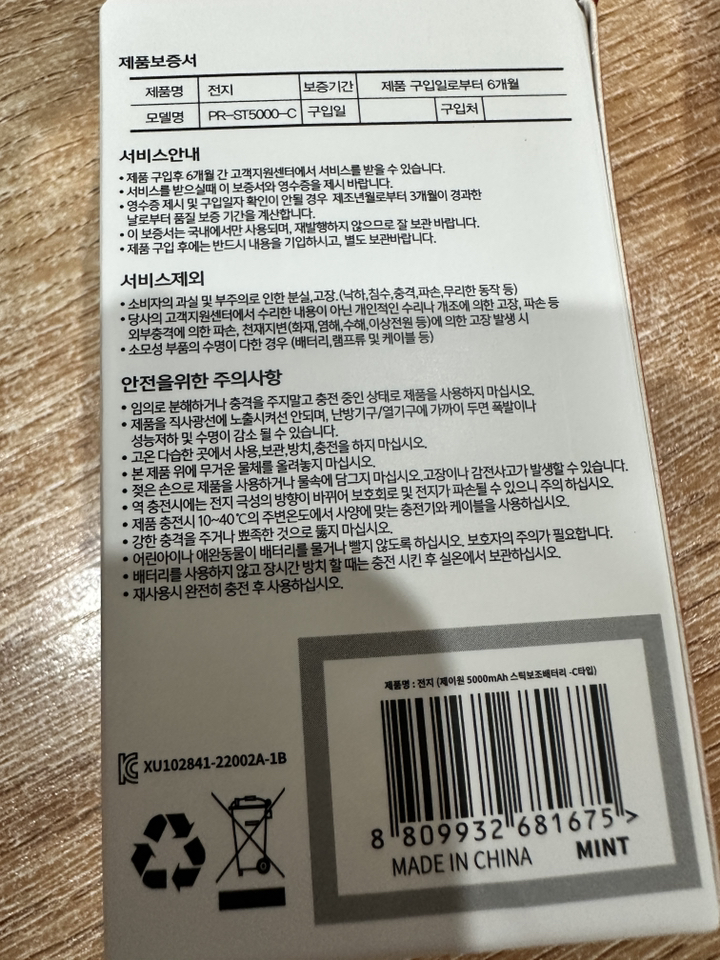 제품보증서
제품명 전지 보증기간 제품 구입일로부터 6개월
모델명 PR-ST5000-C 구입일 구입처
서비스안내
• 제품 구입후 6개월 간 고객지원센터에서 서비스를 받을 수 있습니다.
• 서비스를 받으실때 이 보증서와 영수증을 제시 바랍니다.
• 영수증 제시 및 구입일자 확인이 안될 경우 제조년월로부터 3개월이 경과한
날로부터 품질 보증 기간을 계산합니다.
• 이 보증서는 국내에서만 사용되며, 재발행하지 않으므로 잘 보관 바랍니다.
• 제품 구입 후에는 반드시 내용을 기입하시고, 별도 보관바랍니다.
서비스제외
• 소비자의 과실 및 부주의로 인한 분실,고장.(낙하,침수,충격,파손,무리한 동작 등)
• 당사의 고객지원센터에서 수리한 내용이 아닌 개인적인 수리나 개조에 의한 고장, 파손 등
외부충격에 의한 파손, 천재지변(화재,염해,수해,이상전원 등)에 의한 고장 발생 시
• 소모성 부품의 수명이 다한 경우 (배터리,램프류 및 케이블 등)
안전을위한 주의사항
• 임의로 분해하거나 충격을 주지말고 충전 중인 상태로 제품을 사용하지 마십시오.
• 제품을 직사광선에 노출시켜선 안되며, 난방기구/열기구에 가까이 두면 폭발이나
성능저하 및 수명이 감소 될 수 있습니다.
• 고온 다습한 곳에서 사용,보관,방치,충전을 하지 마십시오.
• 본 제품 위에 무거운 물체를 올려놓지 마십시오.
• 젖은 손으로 제품을 사용하거나 물속에 담그지 마십시오.고장이나 감전사고가 발생할 수 있습니다.
• 역 충전시에는 전지 극성의 방향이 바뀌어 보호회로 및 전지가 파손될 수 있으니 주의 하십시오.
• 제품 충전시 10~40℃의 주변온도에서 사양에 맞는 충전기와 케이블을 사용하십시오.
• 강한 충격을 주거나 뾰족한 것으로 뚫지 마십시오.
• 어린아이나 애완동물이 배터리를 물거나 빨지 않도록 하십시오. 보호자의 주의가 필요합니다.
• 배터리를 사용하지 않고 장시간 방치 할 때는 충전 시킨 후 실온에서 보관하십시오.
• 재사용시 완전히 충전 후 사용하십시오.
제품명 : 전지 (제이원 5000mAh 스틱보조배터리 -C타입)
XU102841-22002A-1B
8 809932 681675 >
MADE IN CHINA MINT